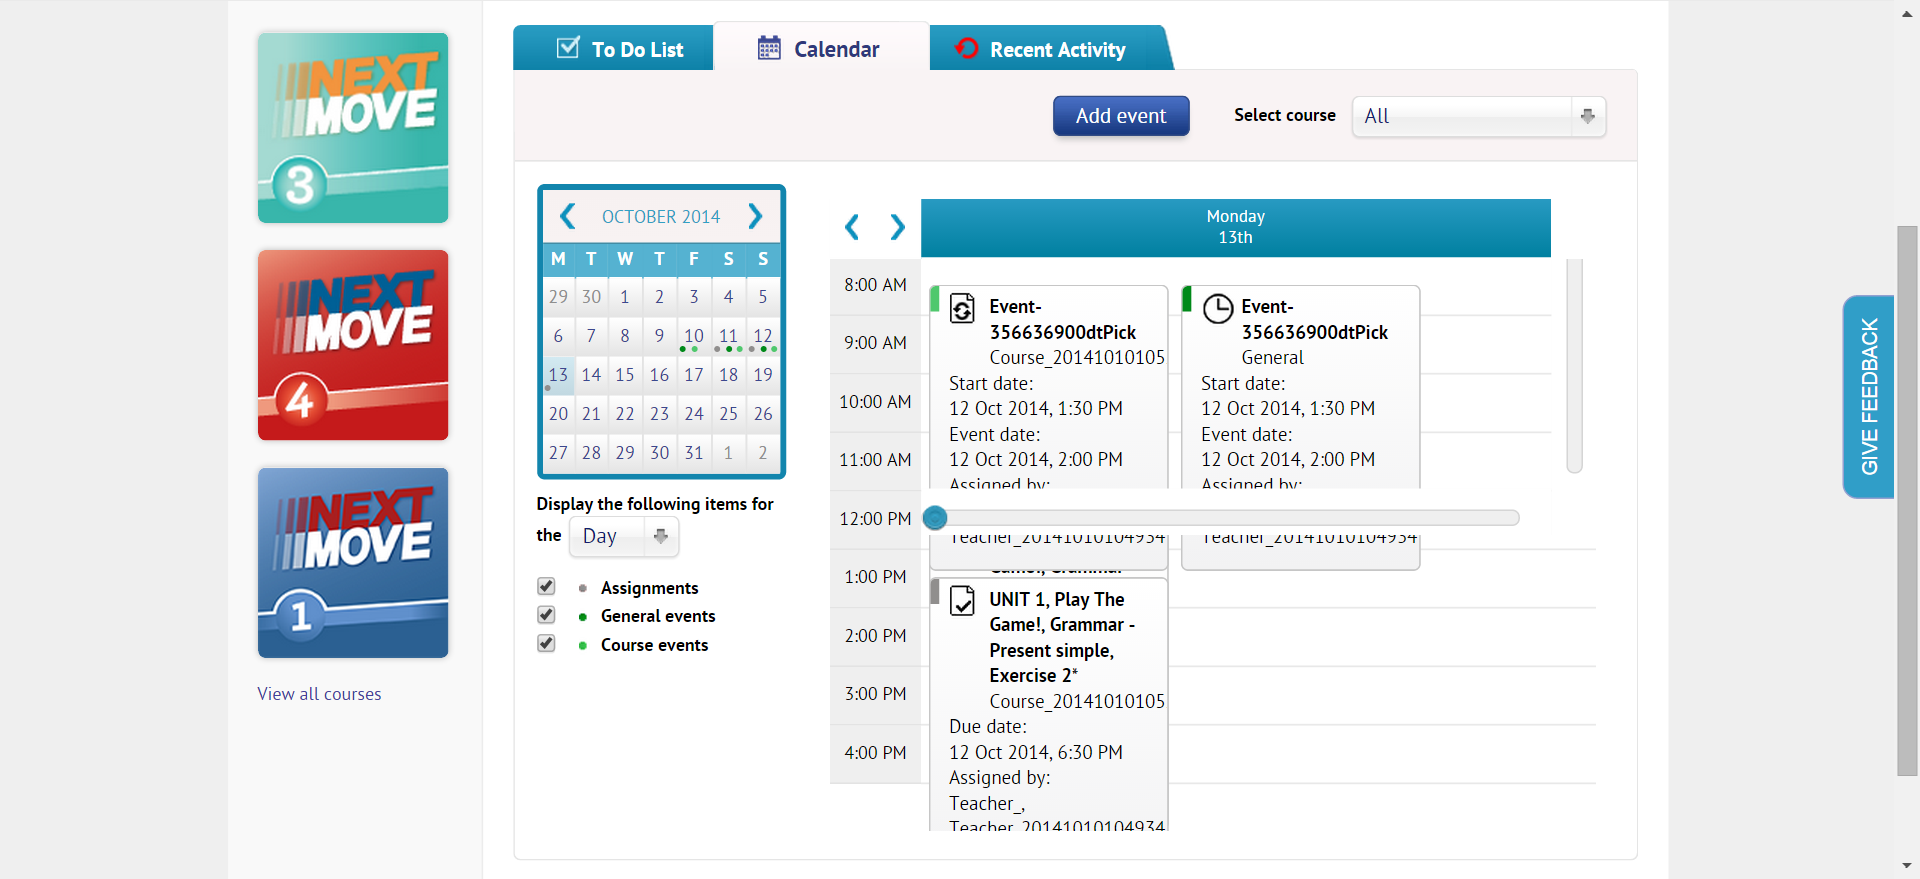 NEXT
MOVE
3
NEXT
MOVE
4
NEXT
MOVE
1
View all courses
To Do List
Calendar
Recent Activity
Add event
Select course
All
OCTOBER 2014
M T W T F S S
29 30 1 2 3 4 5
6 7 8 9 10 11 12
13 14 15 16 17 18 19
20 21 22 23 24 25 26
27 28 29 30 31 1 2
Display the following items for
the Day
Assignments
General events
Course events
Monday
13th
8:00 AM
9:00 AM
10:00 AM
11:00 AM
12:00 PM
1:00 PM
2:00 PM
3:00 PM
4:00 PM
Event-
356636900dtPick
Course_20141010105
Start date:
12 Oct 2014, 1:30 PM
Event date:
12 Oct 2014, 2:00 PM
Assigned by:
Teacher_20141010104934
Event-
356636900dtPick
General
Start date:
12 Oct 2014, 1:30 PM
Event date:
12 Oct 2014, 2:00 PM
Assigned by:
Teacher_20141010104934
Game!, Grammar
UNIT 1, Play The
Game!, Grammar -
Present simple,
Exercise 2*
Course_20141010105
Due date:
12 Oct 2014, 6:30 PM
Assigned by:
Teacher_,
Teacher_20141010104934
GIVE FEEDBACK